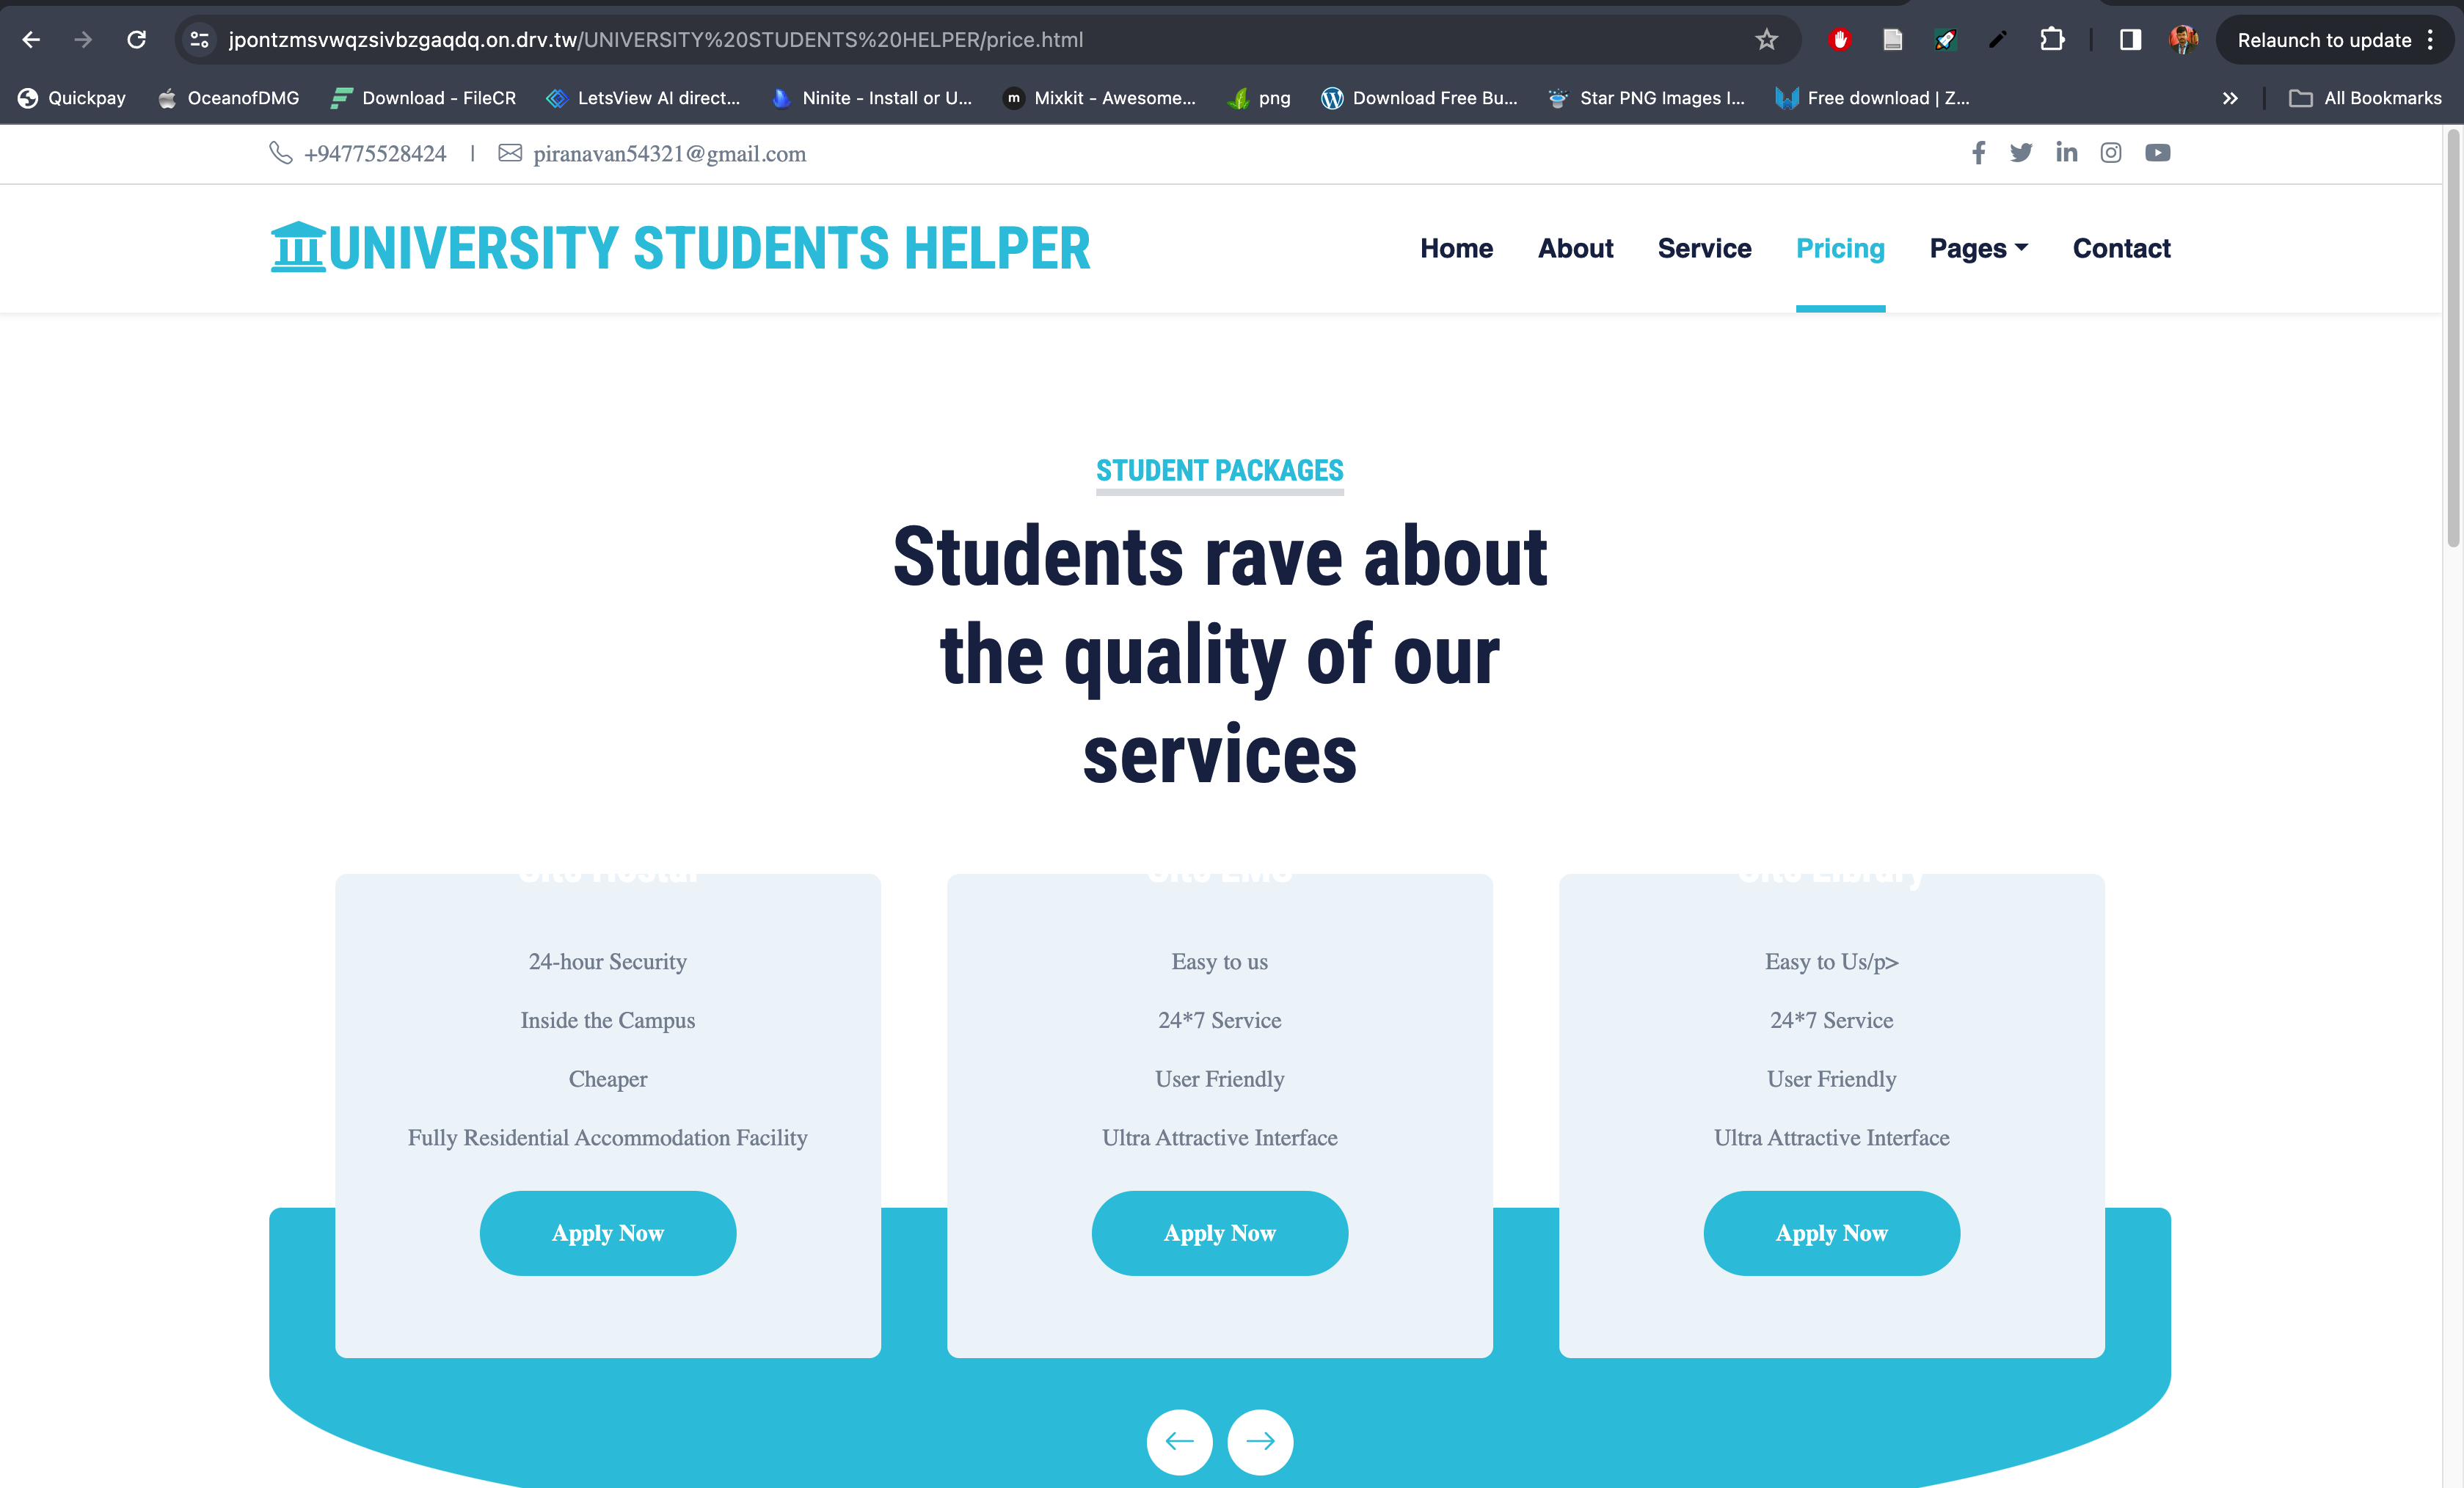 jpontzmsvwqzsivbzgaqdq.on.drv.tw/UNIVERSITY%20STUDENTS%20HELPER/price.html
Relaunch to update
Quickpay
OceanofDMG
Download - FileCR
LetsView AI direct...
Ninite - Install or U...
m
Mixkit - Awesome...
png
Download Free Bu...
Star PNG Images I...
Free download | Z...
All Bookmarks
+94775528424 | piranavan54321@gmail.com
UNIVERSITY STUDENTS HELPER
Home
About
Service
Pricing
Pages
Contact
STUDENT PACKAGES
Students rave about
the quality of our
services
24-hour Security
Inside the Campus
Cheaper
Fully Residential Accommodation Facility
Apply Now
Easy to us
24*7 Service
User Friendly
Ultra Attractive Interface
Apply Now
Easy to Us/p>
24*7 Service
User Friendly
Ultra Attractive Interface
Apply Now